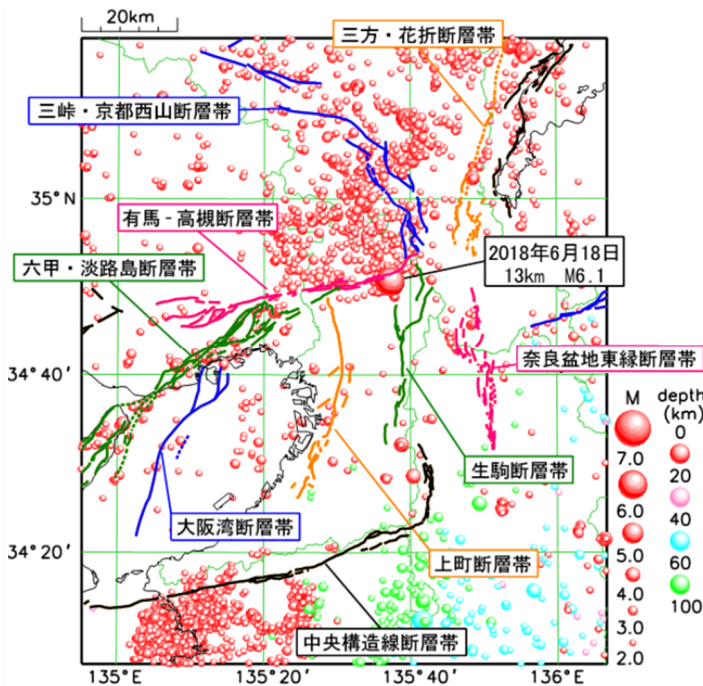 20km
三方・花折断層帯
三峠・京都西山断層帯
35°N
有馬-高槻断層帯
2018年6月18日
13km M6.1
六甲・淡路島断層帯
奈良盆地東縁断層帯
34°40′
M
depth
(km)
0
20
40
60
100
7.0
6.0
5.0
4.0
3.0
2.0
生駒断層帯
大阪湾断層帯
34°20′
上町断層帯
中央構造線断層帯
135°E
135°20′
135°40′
136°E